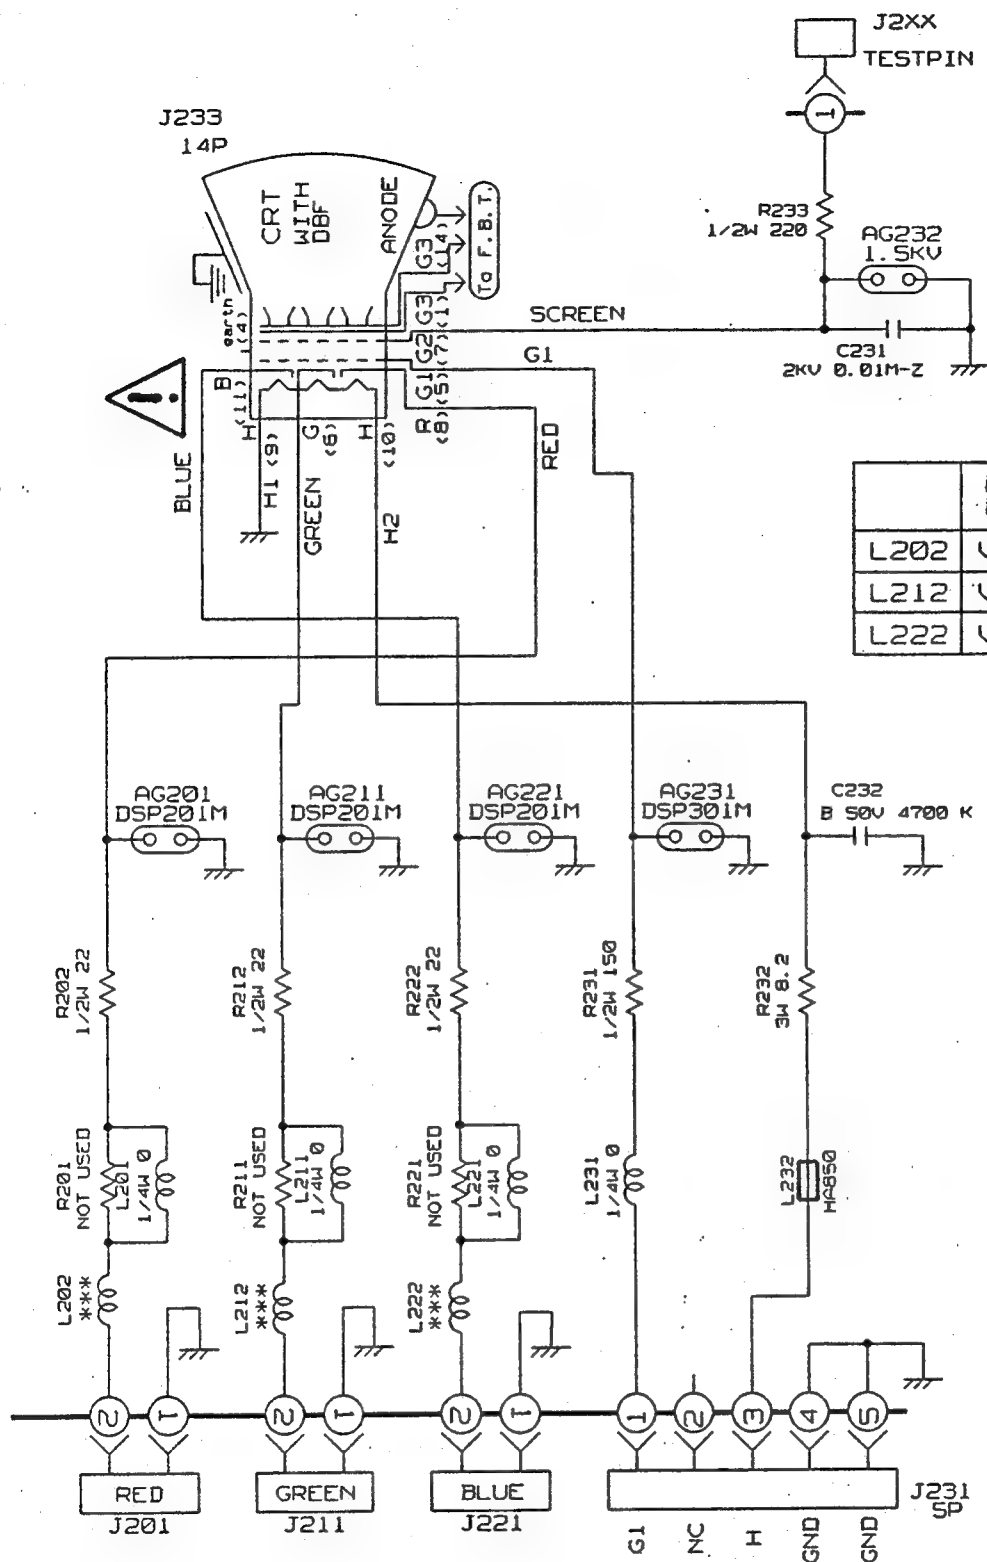 J2XX
TESTPIN
1
J233
14P
CRT
WITH
DBF
ANODE
To F.B.T.
G3
(14)
G3
(1)
G2
(7)
G1
(5)
R
(8)
earth
(4)
B
(11)
H
(9)
G
(6)
H
(10)
R233
1/2W 220
AG232
1.5KV
SCREEN
C231
2KV 0.01M-Z
G1
!
BLUE
H1
GREEN
H2
RED
L202
L212
L222
AG201
DSP201M
AG211
DSP201M
AG221
DSP201M
AG231
DSP301M
C232
B 50V 4700 K
R202
1/2W 22
R212
1/2W 22
R222
1/2W 22
R231
1/2W 150
R232
3W 8.2
R201
NOT USED
L201
1/4W 0
R211
NOT USED
L211
1/4W 0
R221
NOT USED
L221
1/4W 0
L231
1/4W 0
L232
HA850
L202
***
L212
***
L222
***
2 1 2 1 2 1 1 2 3 4 5
RED
J201
GREEN
J211
BLUE
J221
J231
5P
G1
NC
H
GND
GND